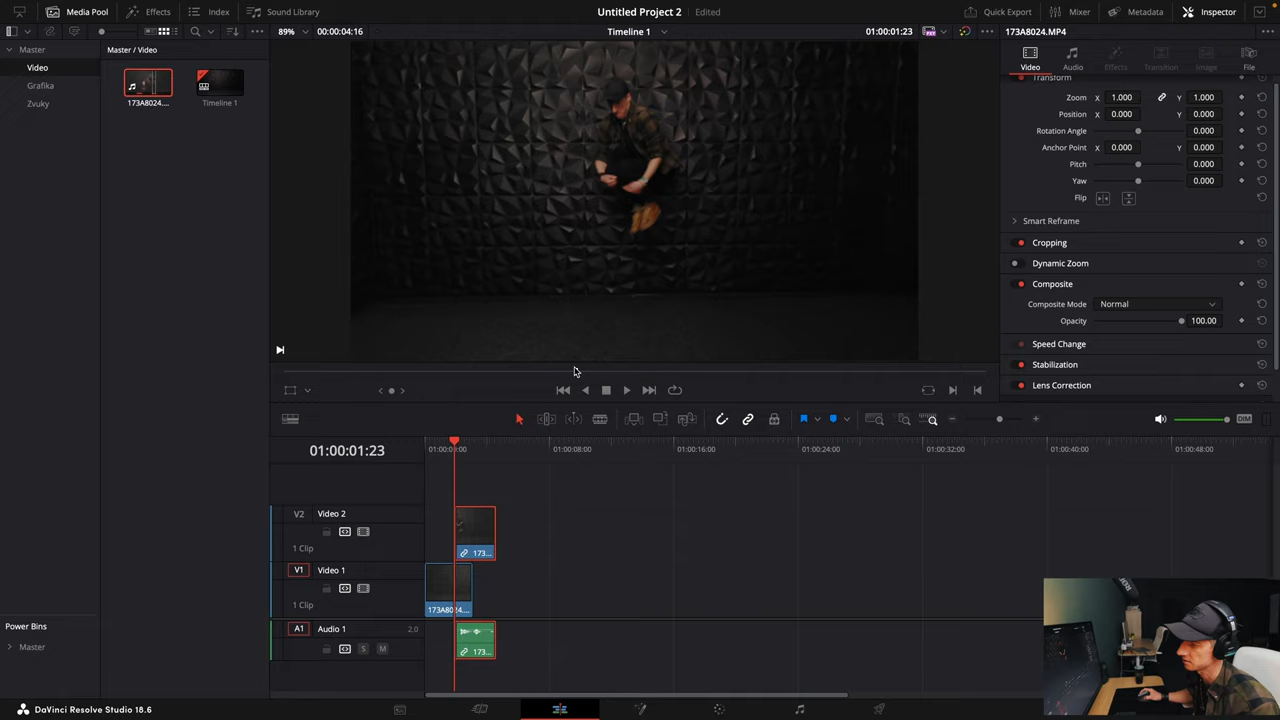 Media Pool Effects Index Sound Library Untitled Project 2 Edited Quick Export Mixer Metadata Inspector
Master Master / Video 89% 00:00:04:16 Timeline 1 01:00:01:23 173A8024.MP4
Video
Grafika
Zvuky
173A8024.... Timeline 1
Video Audio Effects Transition Image File
Transform
Zoom X 1.000 Y 1.000
Position X 0.000 Y 0.000
Rotation Angle 0.000
Anchor Point X 0.000 Y 0.000
Pitch 0.000
Yaw 0.000
Flip
Smart Reframe
Cropping
Dynamic Zoom
Composite
Composite Mode Normal
Opacity 100.00
Speed Change
Stabilization
Lens Correction
DIM
01:00:01:23
01:00:08:00 01:00:16:00 01:00:24:00 01:00:32:00 01:00:40:00 01:00:48:00
V2 Video 2
1 Clip
173...
V1 Video 1
1 Clip
173A8024....
A1 Audio 1 2.0
S M
173...
Power Bins
Master
DaVinci Resolve Studio 18.6